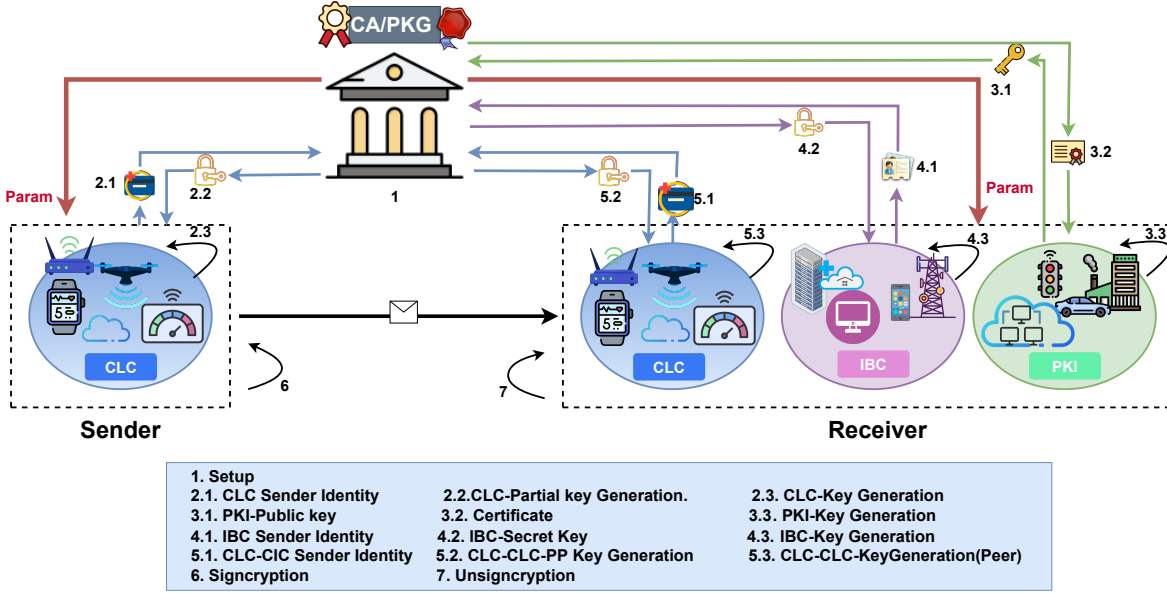 CA/PKG
3.1
4.2
4.1
3.2
2.1
2.2
5.2
5.1
1
Param
Param
2.3
5.3
4.3
3.3
5
5
CLC
CLC
IBC
PKI
6
7
Sender
Receiver
1. Setup
2.1. CLC Sender Identity 2.2.CLC-Partial key Generation. 2.3. CLC-Key Generation
3.1. PKI-Public key 3.2. Certificate 3.3. PKI-Key Generation
4.1. IBC Sender Identity 4.2. IBC-Secret Key 4.3. IBC-Key Generation
5.1. CLC-CIC Sender Identity 5.2. CLC-CLC-PP Key Generation 5.3. CLC-CLC-KeyGeneration(Peer)
6. Signcryption 7. Unsigncryption